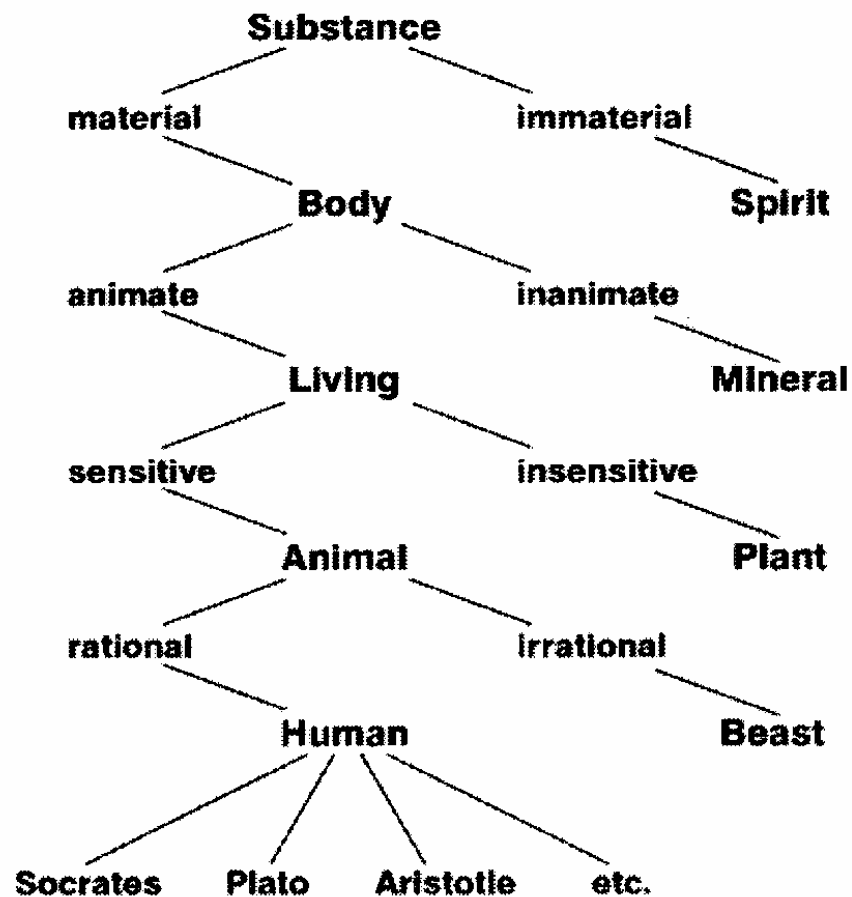 Substance
material immaterial
Body Spirit
animate inanimate
Living Mineral
sensitive insensitive
Animal Plant
rational irrational
Human Beast
Socrates Plato Aristotle etc.